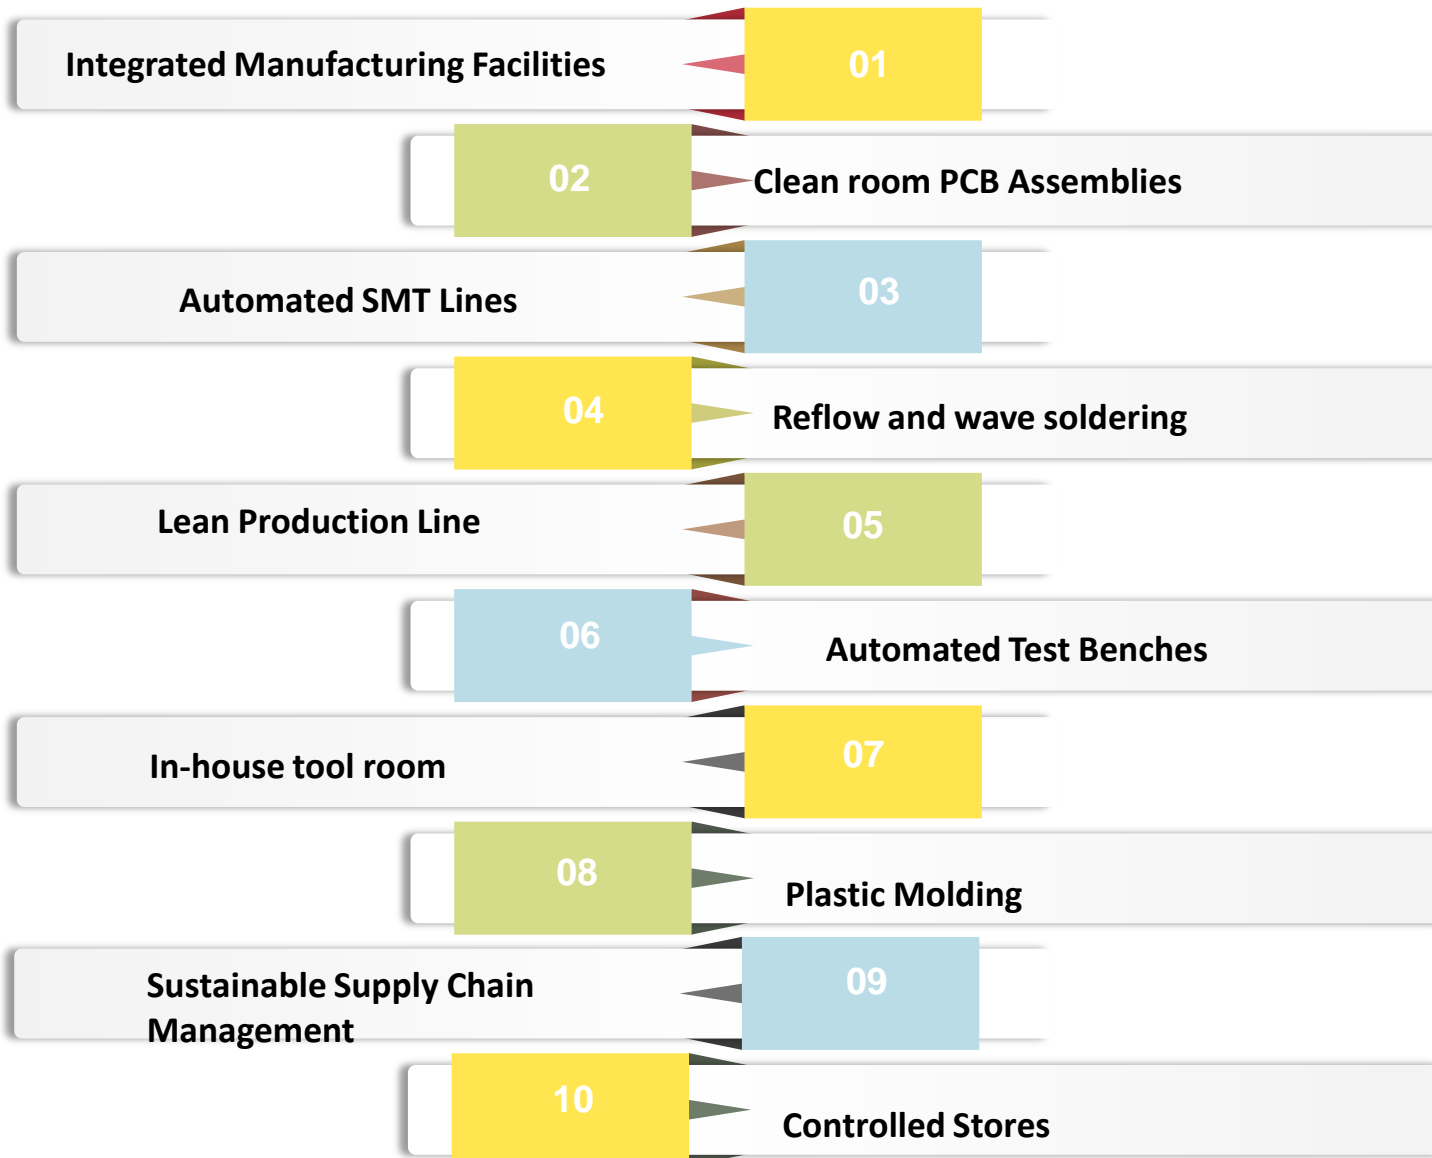 Integrated Manufacturing Facilities
01
02
Clean room PCB Assemblies
Automated SMT Lines
03
04
Reflow and wave soldering
Lean Production Line
05
06
Automated Test Benches
In-house tool room
07
08
Plastic Molding
Sustainable Supply Chain
Management
09
10
Controlled Stores